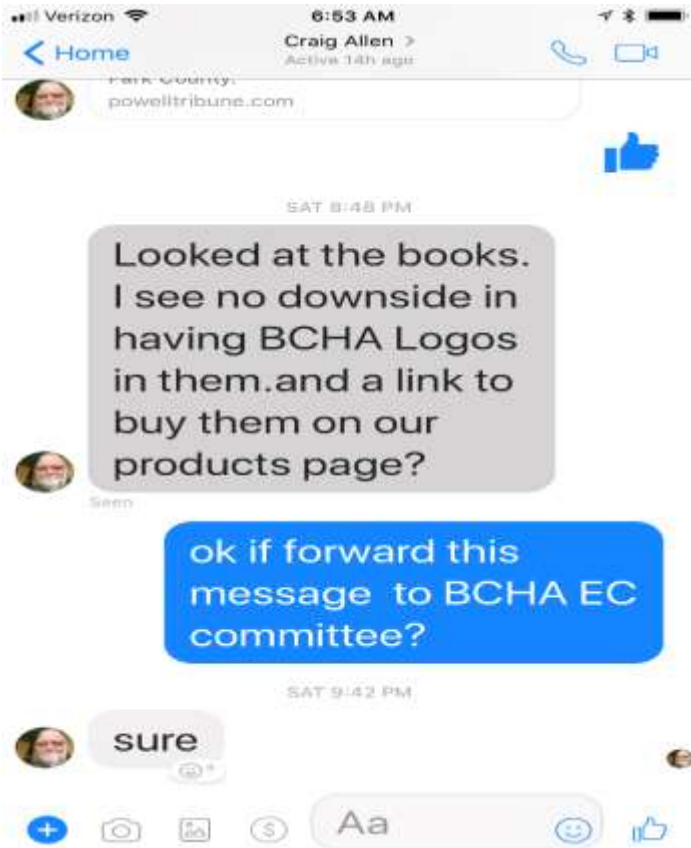 Verizon 6:53 AM
Home Craig Allen >
Active 14h ago
Park County.
powelltribune.com
SAT 8:48 PM
Looked at the books.
I see no downside in
having BCHA Logos
in them.and a link to
buy them on our
products page?
Seen
ok if forward this
message to BCHA EC
committee?
SAT 9:42 PM
sure
Aa